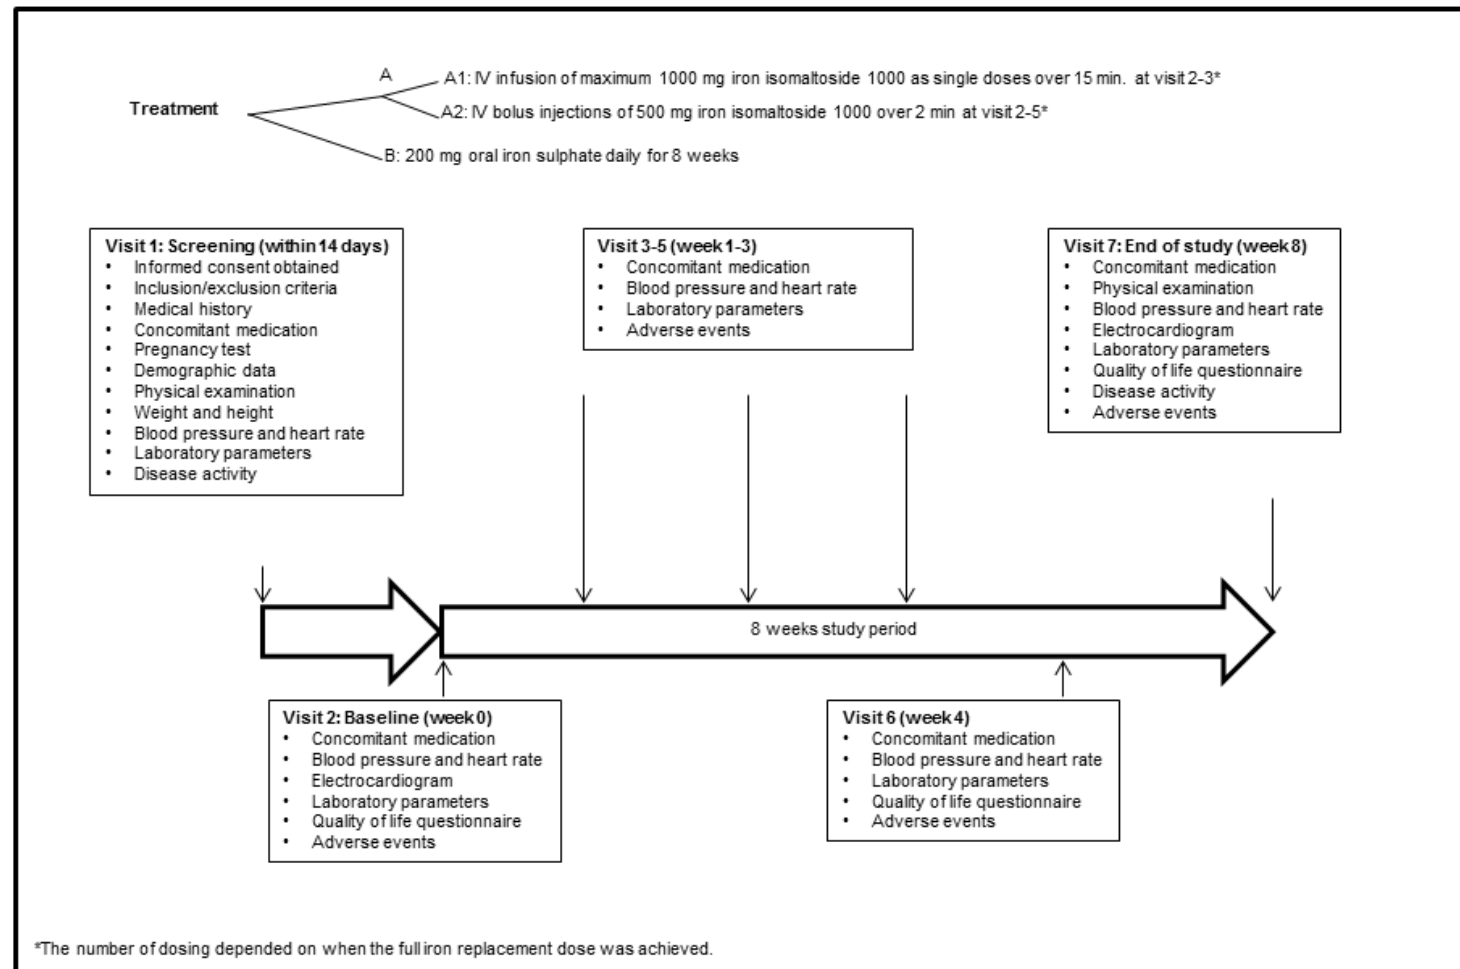 A
A1: IV infusion of maximum 1000 mg iron isomaltoside 1000 as single doses over 15 min. at visit 2-3*
Treatment
A2: IV bolus injections of 500 mg iron isomaltoside 1000 over 2 min at visit 2-5*
B: 200 mg oral iron sulphate daily for 8 weeks
Visit 1: Screening (within 14 days)
• Informed consent obtained
• Inclusion/exclusion criteria
• Medical history
• Concomitant medication
• Pregnancy test
• Demographic data
• Physical examination
• Weight and height
• Blood pressure and heart rate
• Laboratory parameters
• Disease activity
Visit 3-5 (week 1-3)
• Concomitant medication
• Blood pressure and heart rate
• Laboratory parameters
• Adverse events
Visit 7: End of study (week 8)
• Concomitant medication
• Physical examination
• Blood pressure and heart rate
• Electrocardiogram
• Laboratory parameters
• Quality of life questionnaire
• Disease activity
• Adverse events
8 weeks study period
Visit 2: Baseline (week 0)
• Concomitant medication
• Blood pressure and heart rate
• Electrocardiogram
• Laboratory parameters
• Quality of life questionnaire
• Adverse events
Visit 6 (week 4)
• Concomitant medication
• Blood pressure and heart rate
• Laboratory parameters
• Quality of life questionnaire
• Adverse events
*The number of dosing depended on when the full iron replacement dose was achieved.